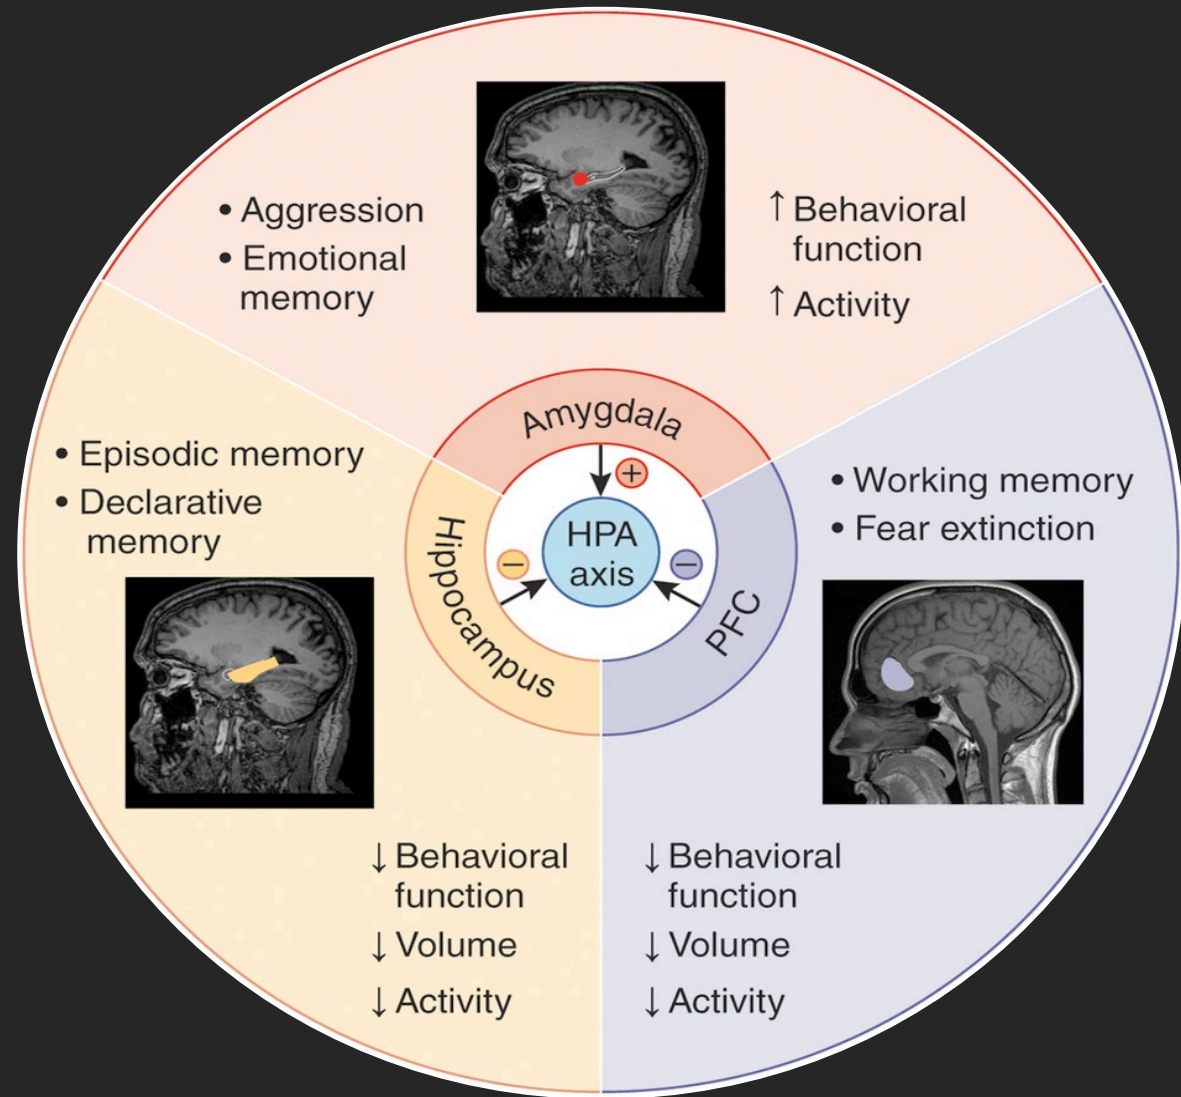 • Aggression
• Emotional
memory
↑ Behavioral
function
↑ Activity
Amygdala
+
HPA
axis
Hippocampus
−
PFC
−
• Episodic memory
• Declarative
memory
• Working memory
• Fear extinction
↓ Behavioral
function
↓ Volume
↓ Activity
↓ Behavioral
function
↓ Volume
↓ Activity